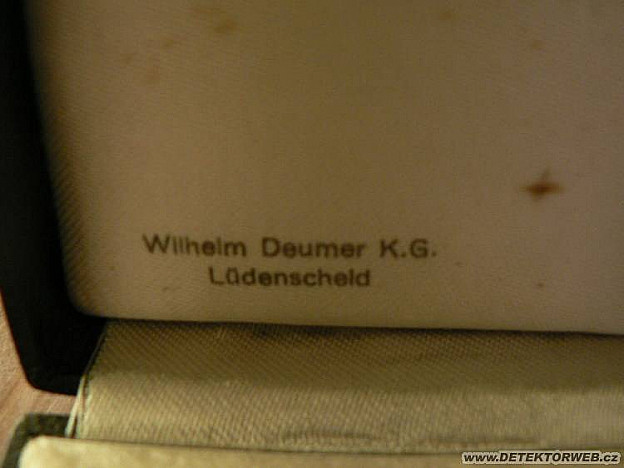 Wilhelm Deumer K.G.
Lüdenscheid
WWW.DETEKTORWEB.cz